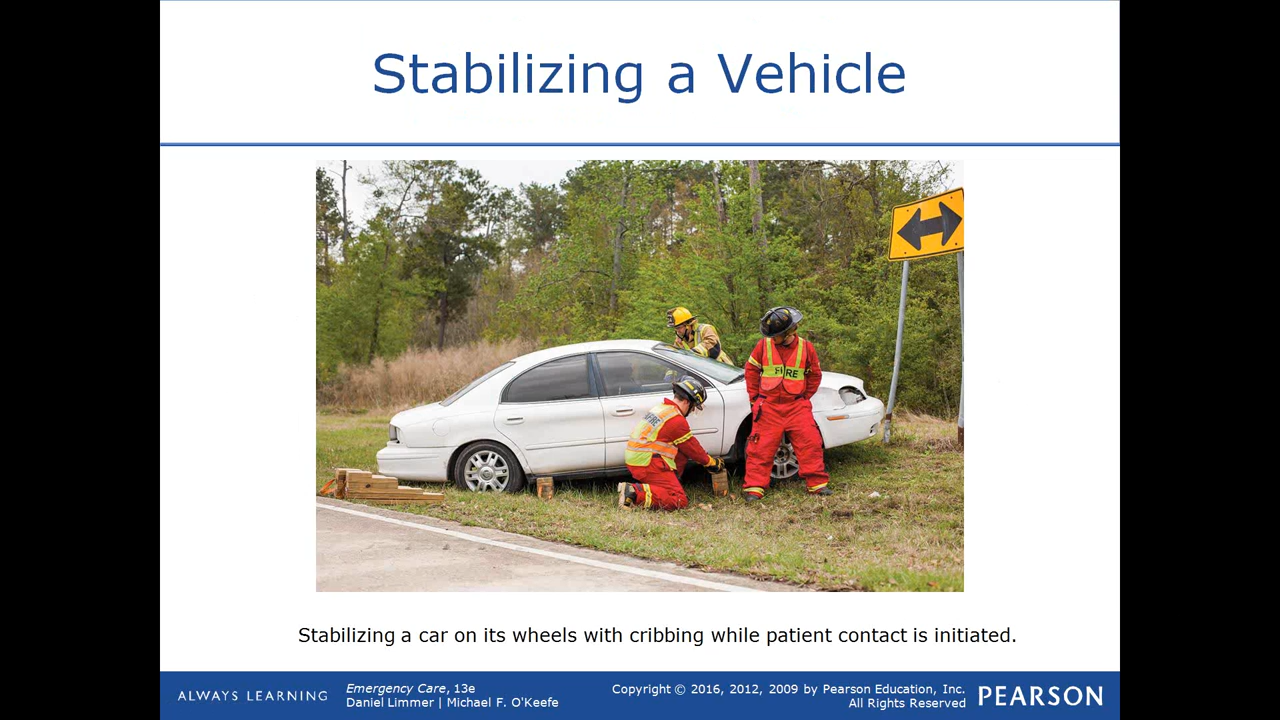 Stabilizing a Vehicle
FIRE
FIRE
Stabilizing a car on its wheels with cribbing while patient contact is initiated.
ALWAYS LEARNING
Emergency Care, 13e
Daniel Limmer | Michael F. O'Keefe
Copyright © 2016, 2012, 2009 by Pearson Education, Inc.
All Rights Reserved
PEARSON